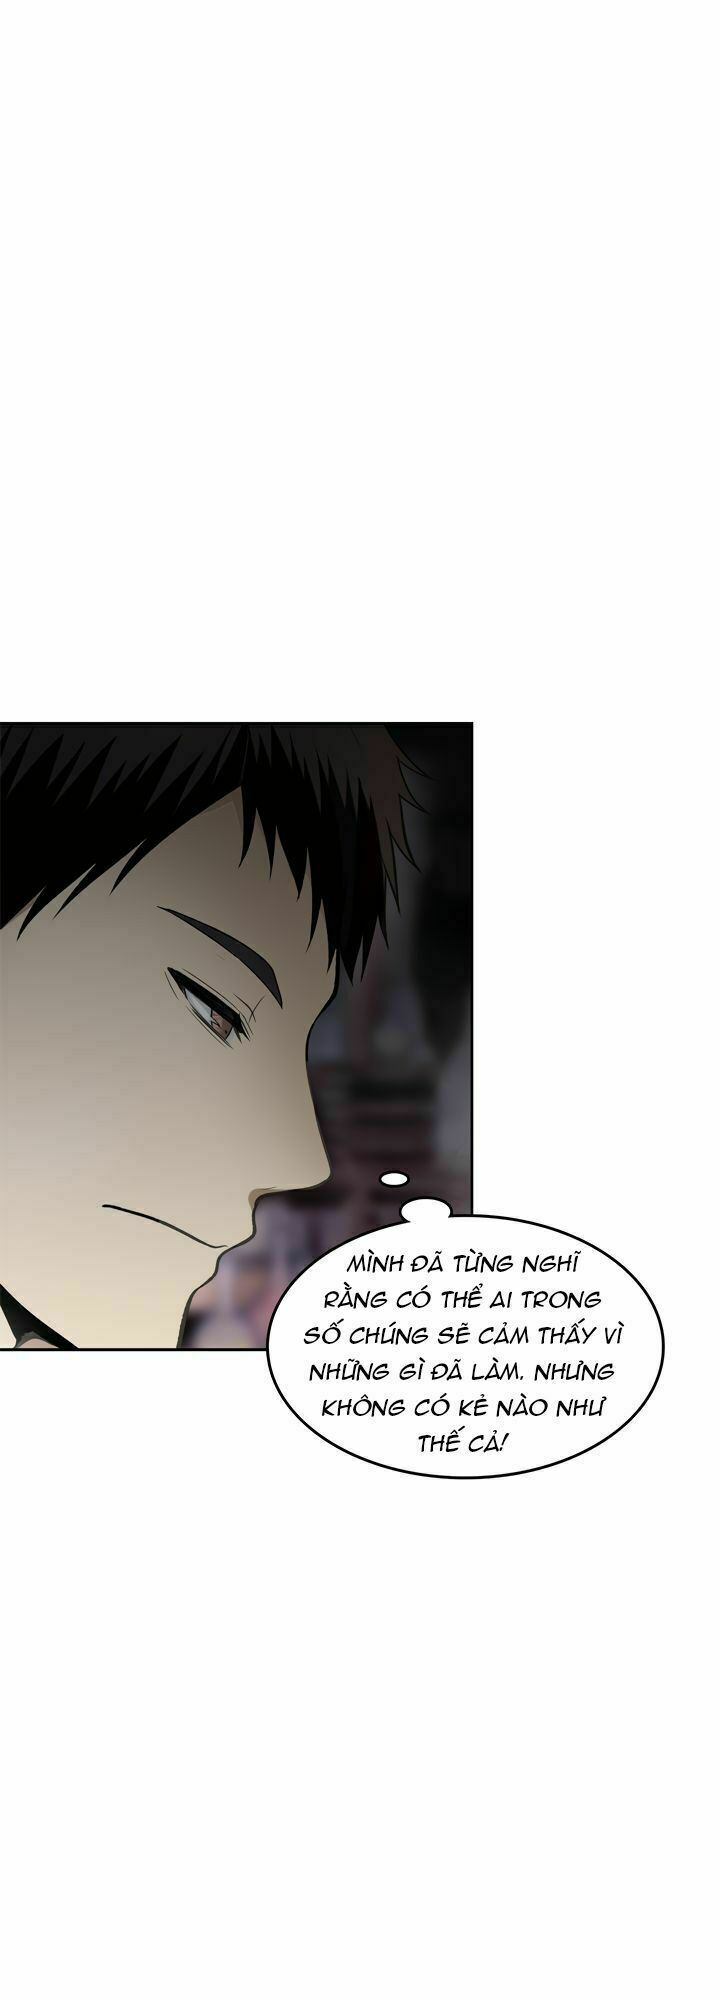 MÌNH ĐÃ TỪNG NGHĨ
RẰNG CÓ THỂ AI TRONG
SỐ CHÚNG SẼ CẢM THẤY VÌ
NHỮNG GÌ ĐÃ LÀM, NHƯNG
KHÔNG CÓ KẺ NÀO NHƯ
THẾ CẢ!